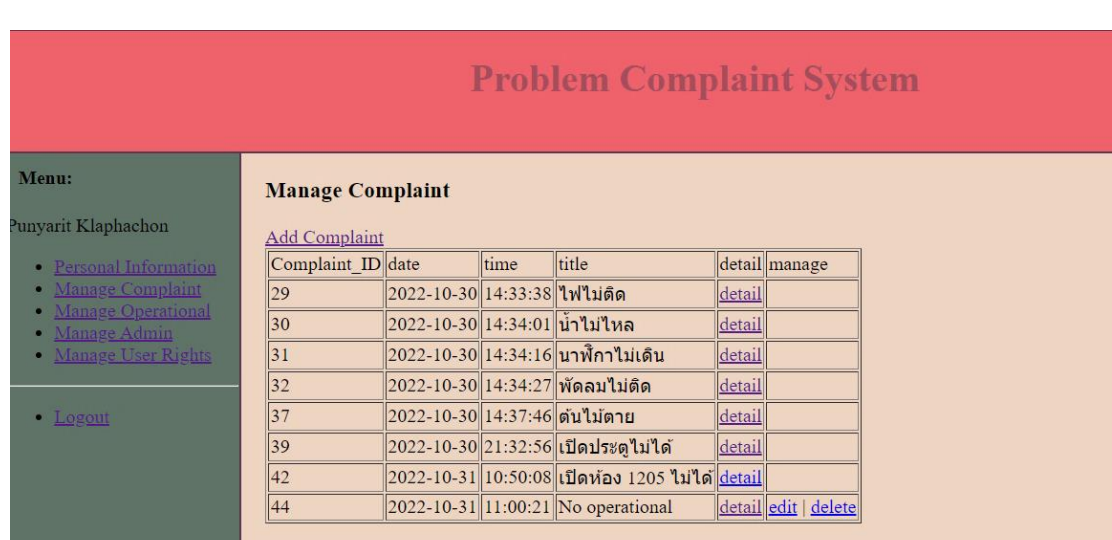 Problem Complaint System
Menu:
Punyarit Klaphachon
Personal Information
Manage Complaint
Manage Operational
Manage Admin
Manage User Rights
Logout
Manage Complaint
Add Complaint
Complaint_ID date time title detail manage
29 2022-10-30 14:33:38 ไฟไม่ติด detail
30 2022-10-30 14:34:01 น้ำไม่ไหล detail
31 2022-10-30 14:34:16 นาฬิกาไม่เดิน detail
32 2022-10-30 14:34:27 พัดลมไม่ติด detail
37 2022-10-30 14:37:46 ต้นไม้ตาย detail
39 2022-10-30 21:32:56 เปิดประตูไม่ได้ detail
42 2022-10-31 10:50:08 เปิดห้อง 1205 ไม่ได้ detail
44 2022-10-31 11:00:21 No operational detail edit | delete